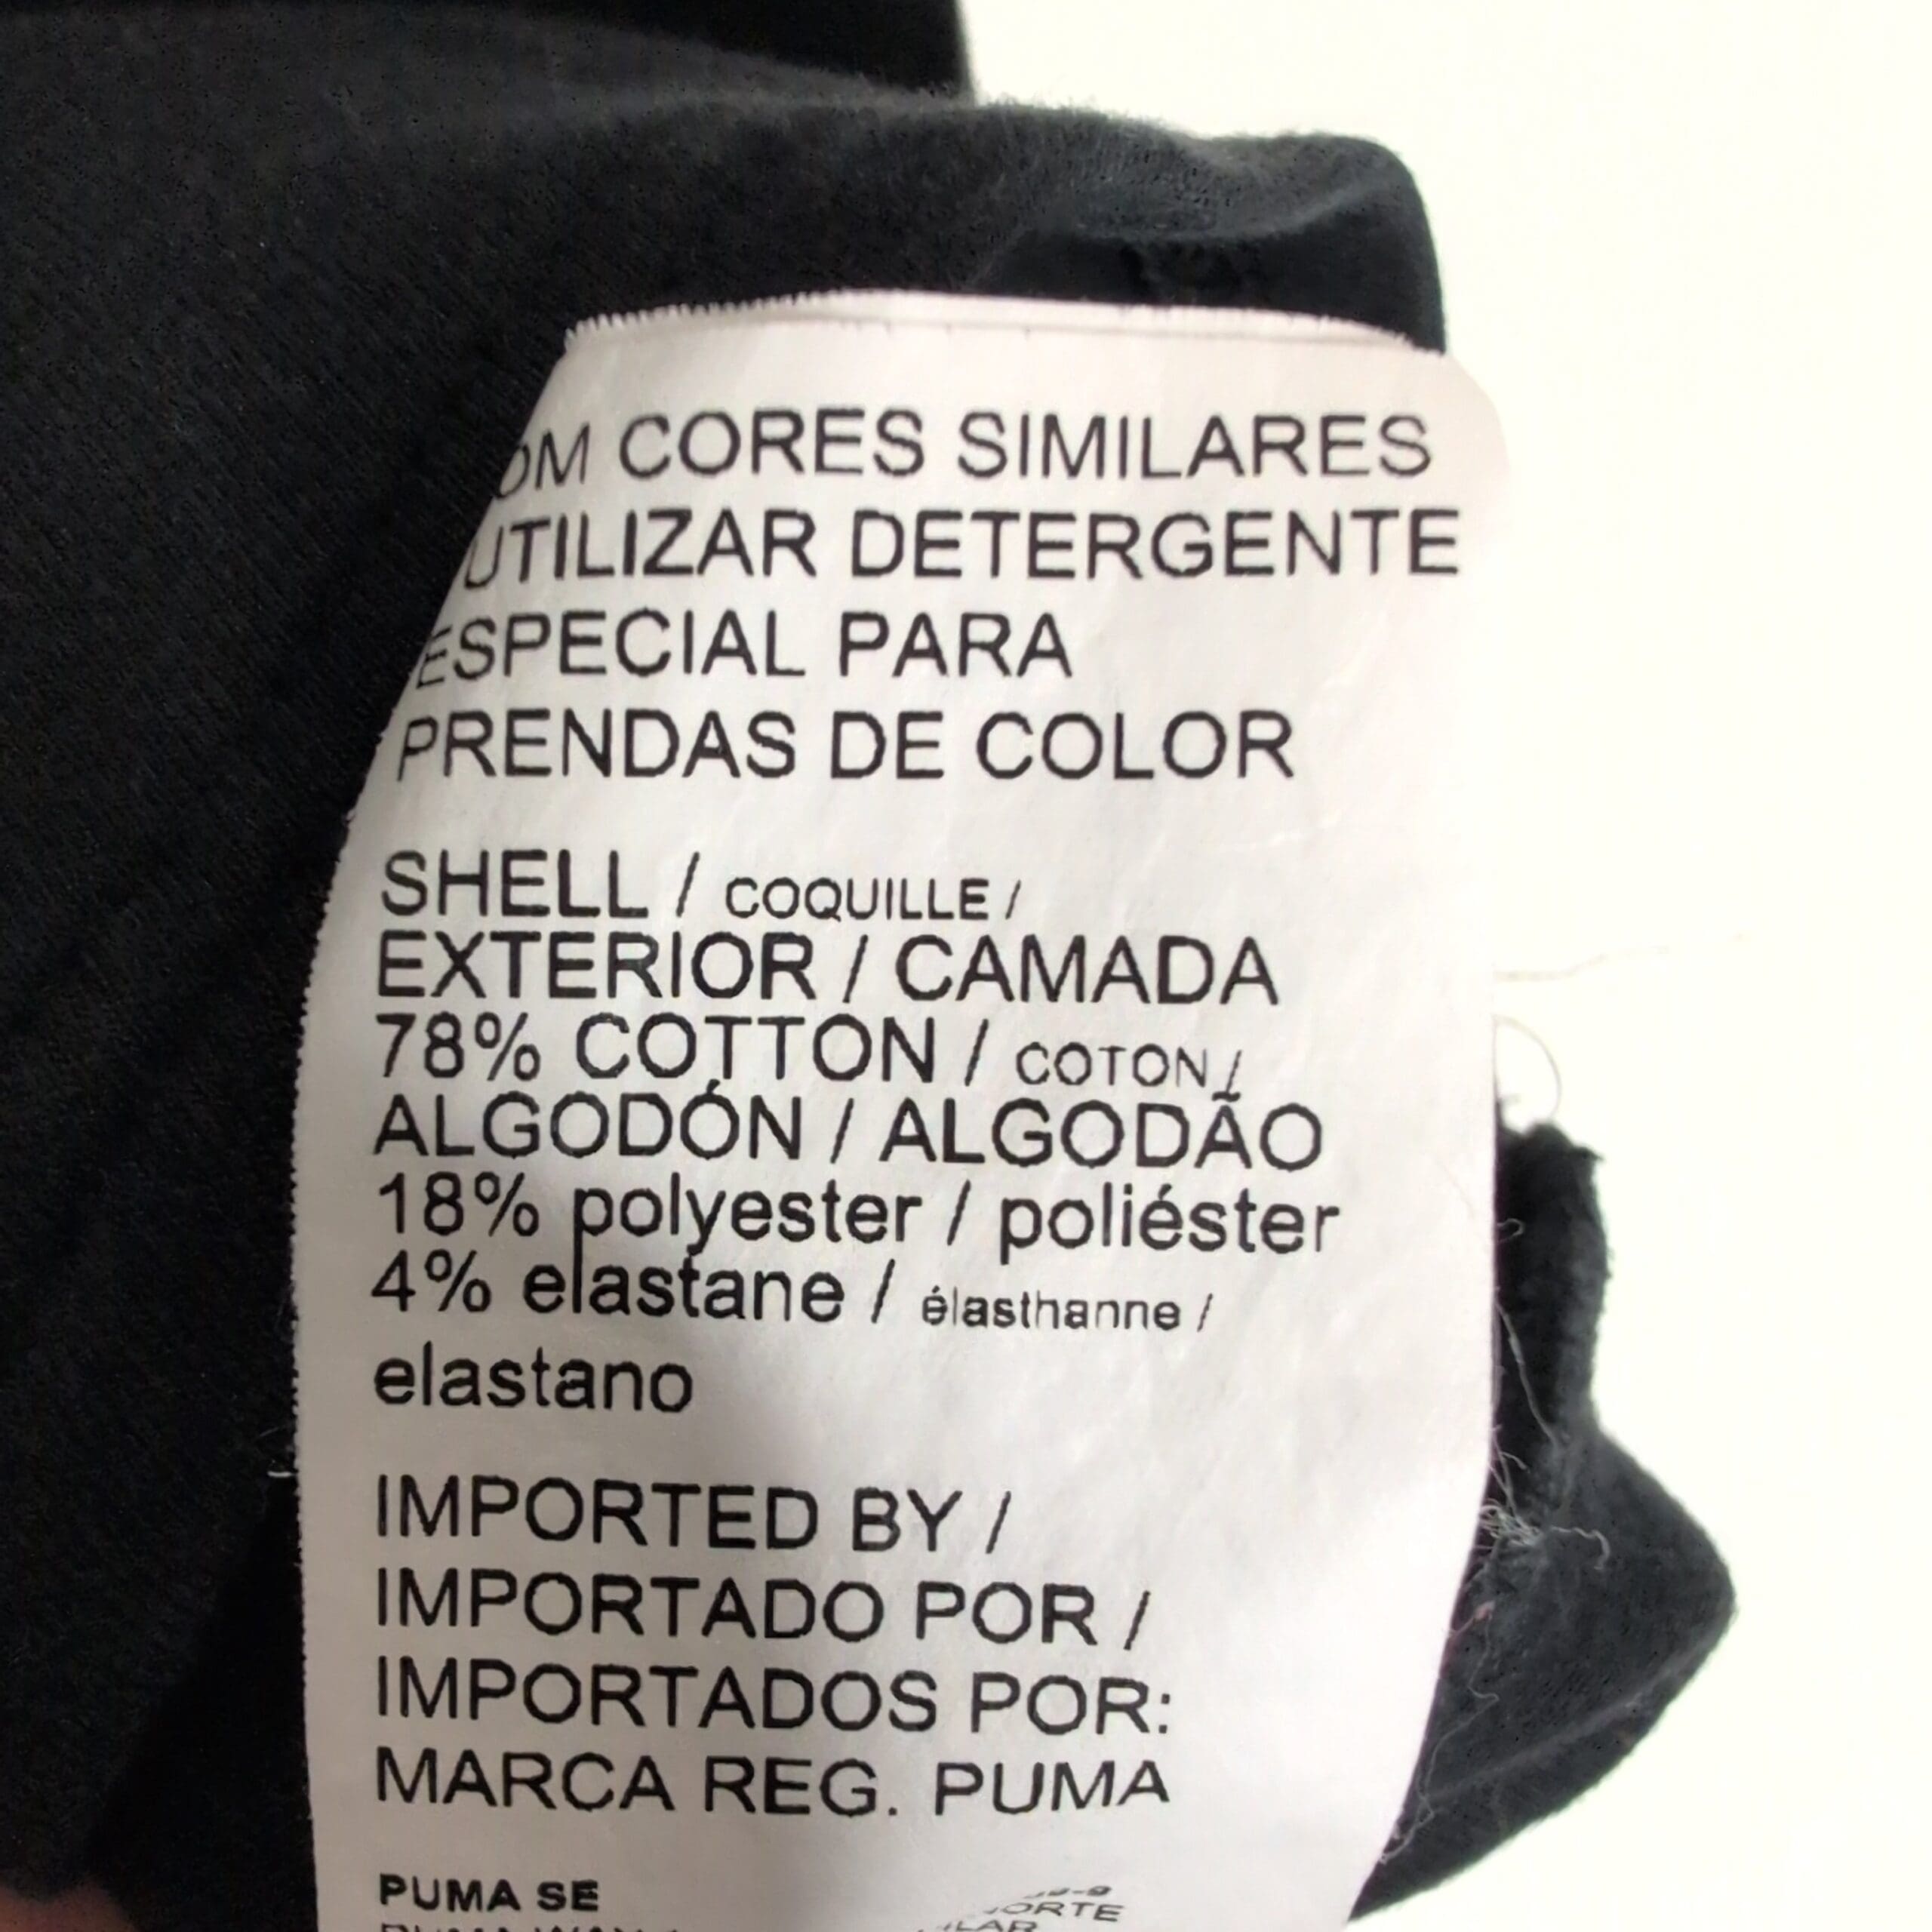 CORES SIMILARES
UTILIZAR DETERGENTE
ESPECIAL PARA
PRENDAS DE COLOR
SHELL / COQUILLE /
EXTERIOR / CAMADA
78% COTTON / COTON /
ALGODÓN / ALGODÃO
18% polyester / poliéster
4% elastane / élasthanne /
elastano
IMPORTED BY /
IMPORTADO POR /
IMPORTADOS POR:
MARCA REG. PUMA
PUMA SE